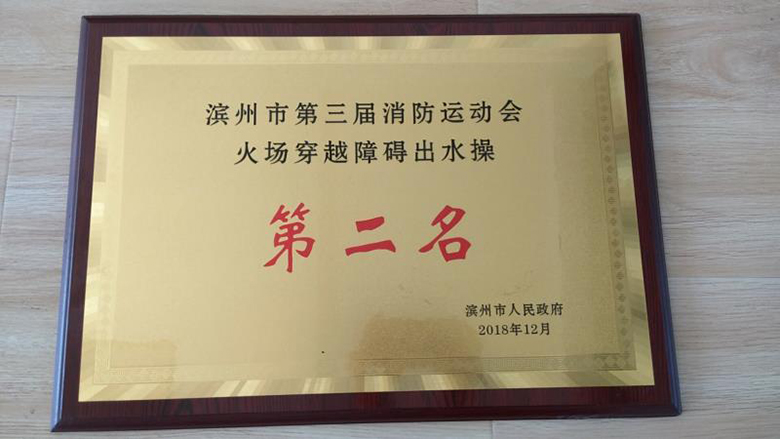 滨州市第三届消防运动会
火场穿越障碍出水操
第二名
滨州市人民政府
2018年12月